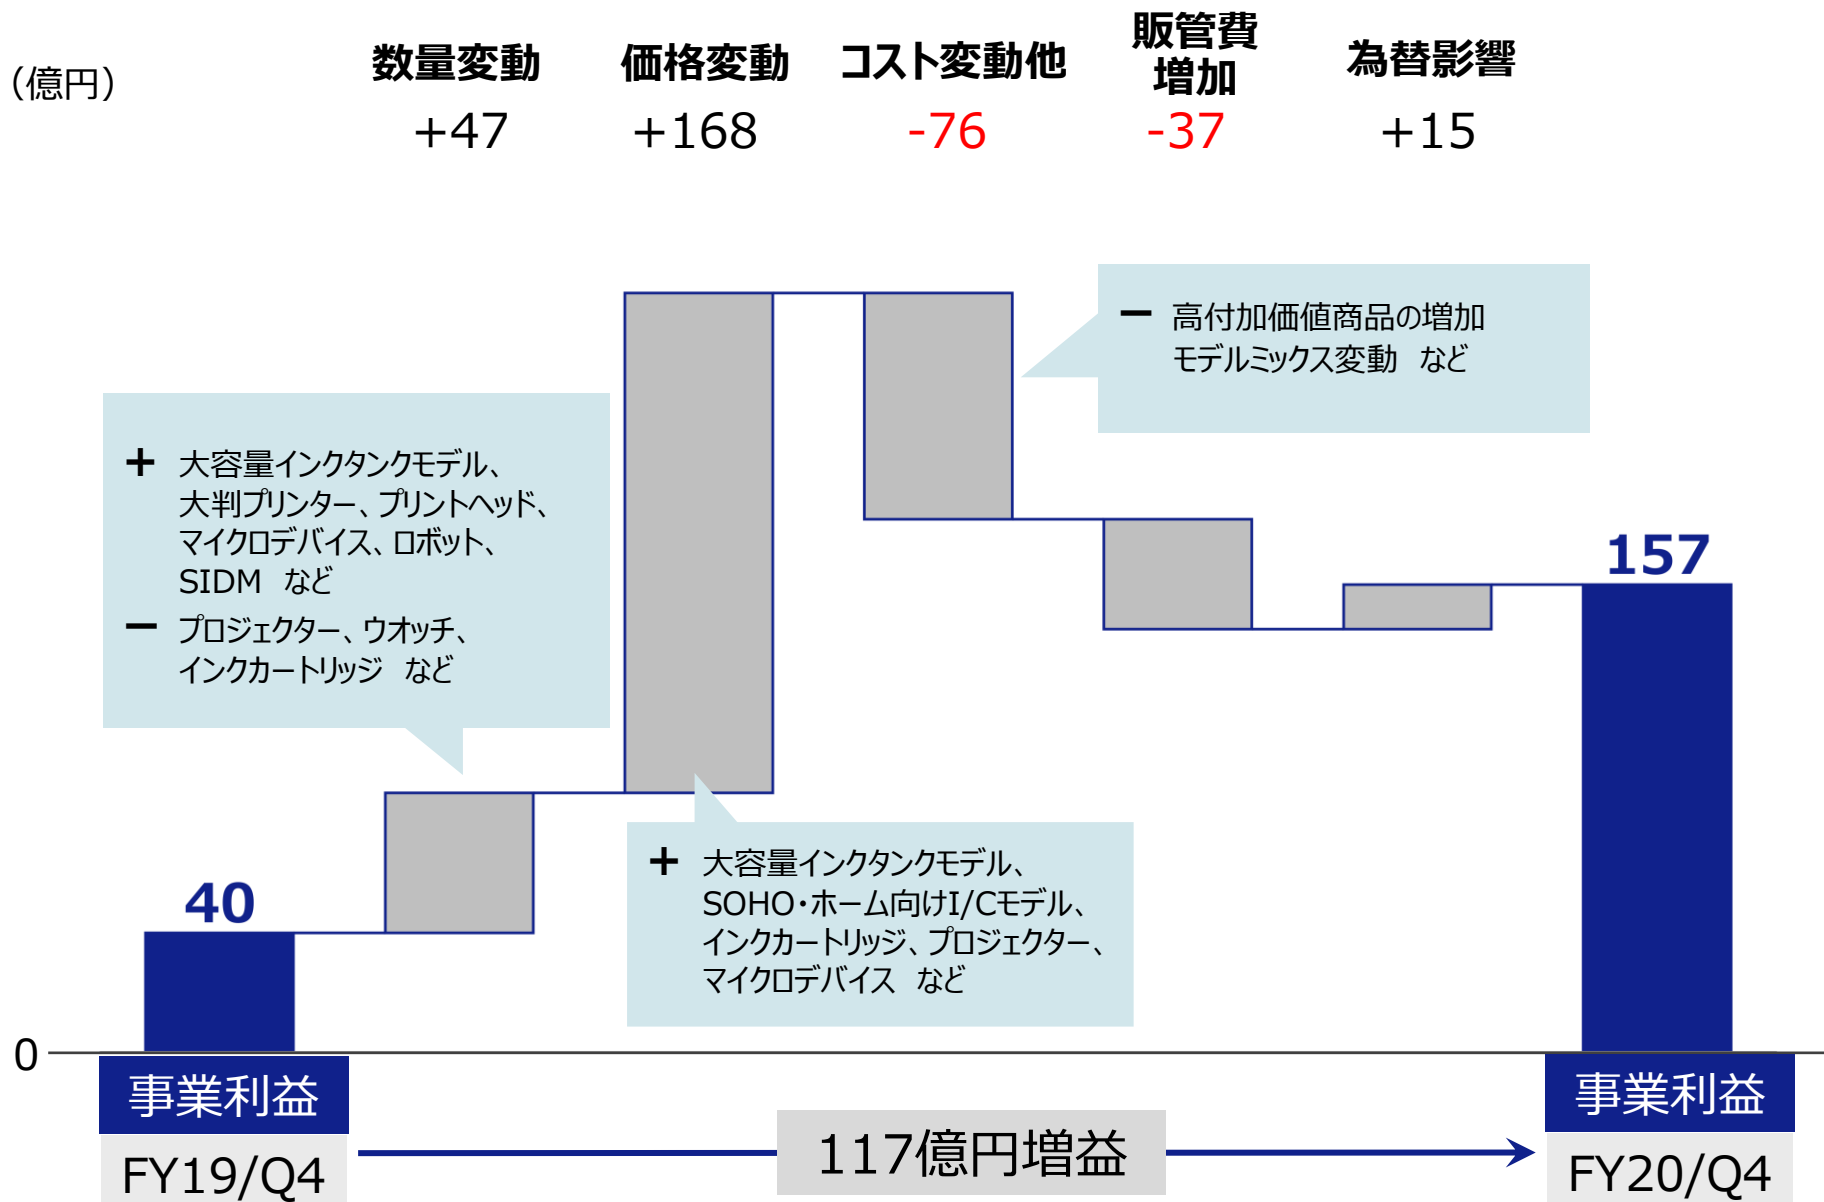 (億円)
数量変動
価格変動
コスト変動他
販管費
増加
為替影響
+47
+168
-76
-37
+15
− 高付加価値商品の増加
モデルミックス変動 など
+ 大容量インクタンクモデル、
大判プリンター、プリントヘッド、
マイクロデバイス、ロボット、
SIDM など
− プロジェクター、ウオッチ、
インクカートリッジ など
157
+ 大容量インクタンクモデル、
SOHO・ホーム向けI/Cモデル、
インクカートリッジ、プロジェクター、
マイクロデバイス など
40
0
事業利益
FY19/Q4
117億円増益
事業利益
FY20/Q4